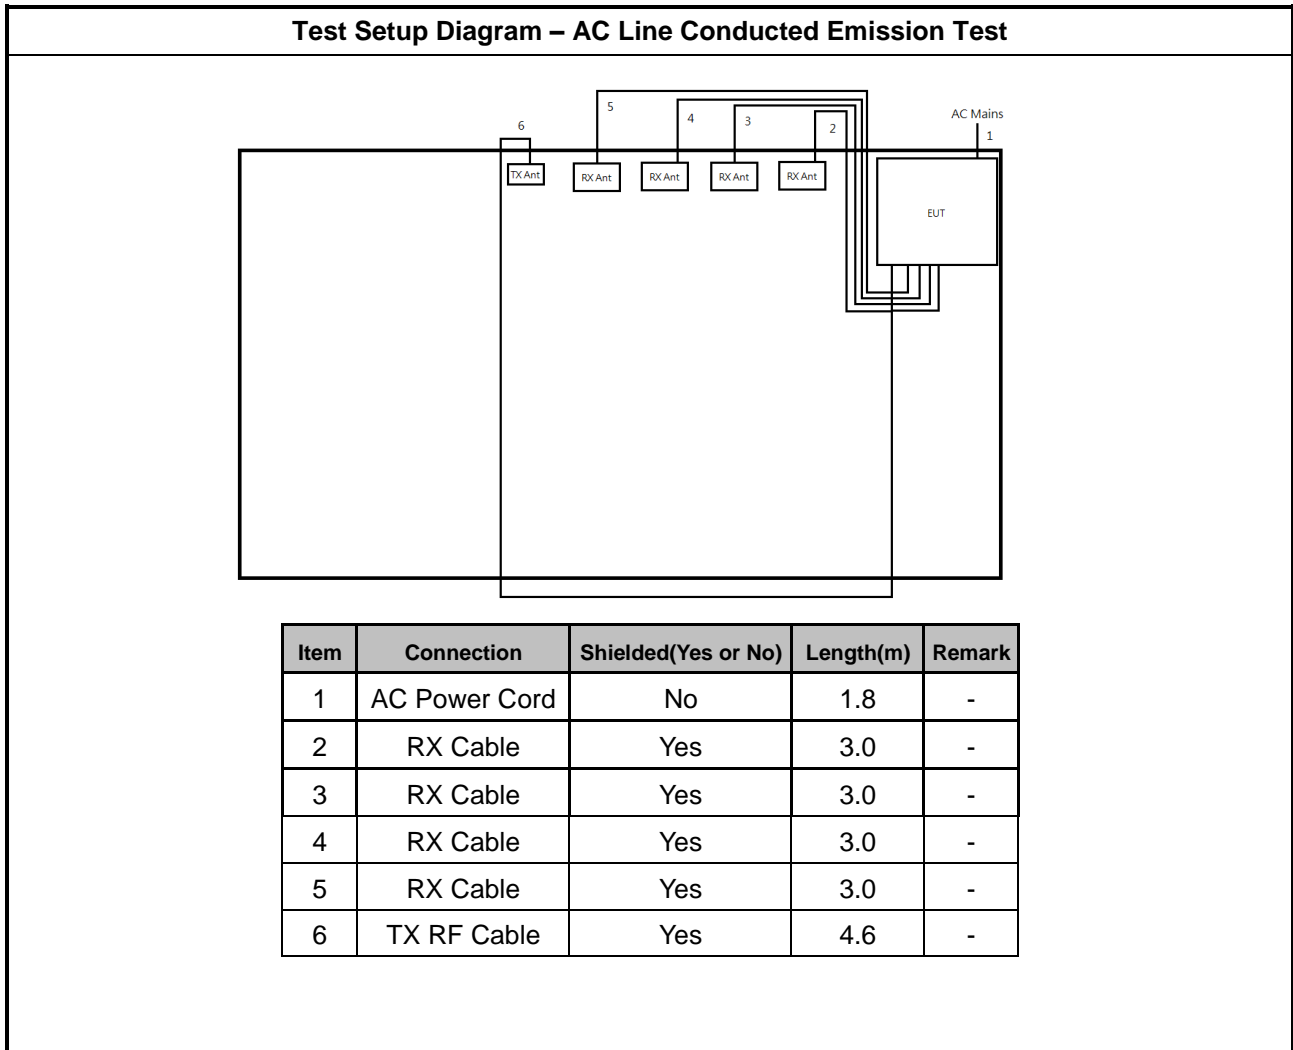 Test Setup Diagram – AC Line Conducted Emission Test
5
4
3
2
6
AC Mains
1
TX Ant
RX Ant
RX Ant
RX Ant
RX Ant
EUT
Item Connection Shielded(Yes or No) Length(m) Remark
1 AC Power Cord No 1.8 -
2 RX Cable Yes 3.0 -
3 RX Cable Yes 3.0 -
4 RX Cable Yes 3.0 -
5 RX Cable Yes 3.0 -
6 TX RF Cable Yes 4.6 -